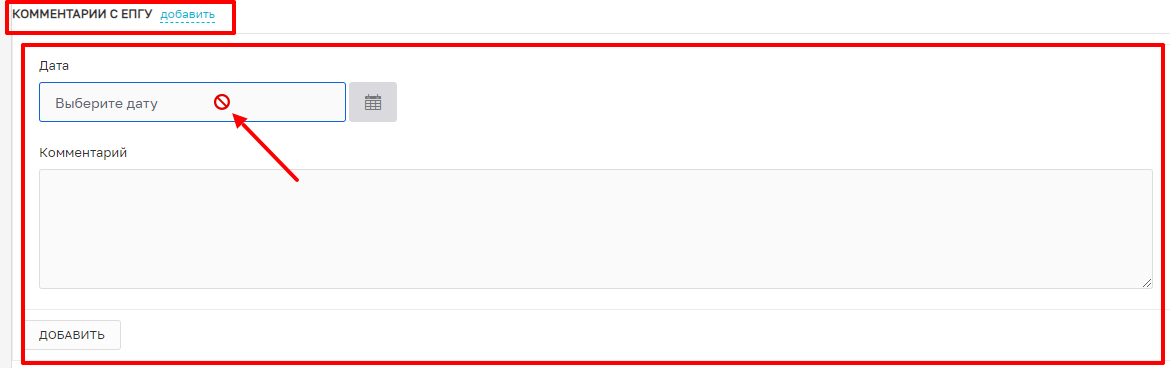 КОММЕНТАРИИ С ЕПГУ добавить
Дата
Выберите дату
Комментарий
ДОБАВИТЬ